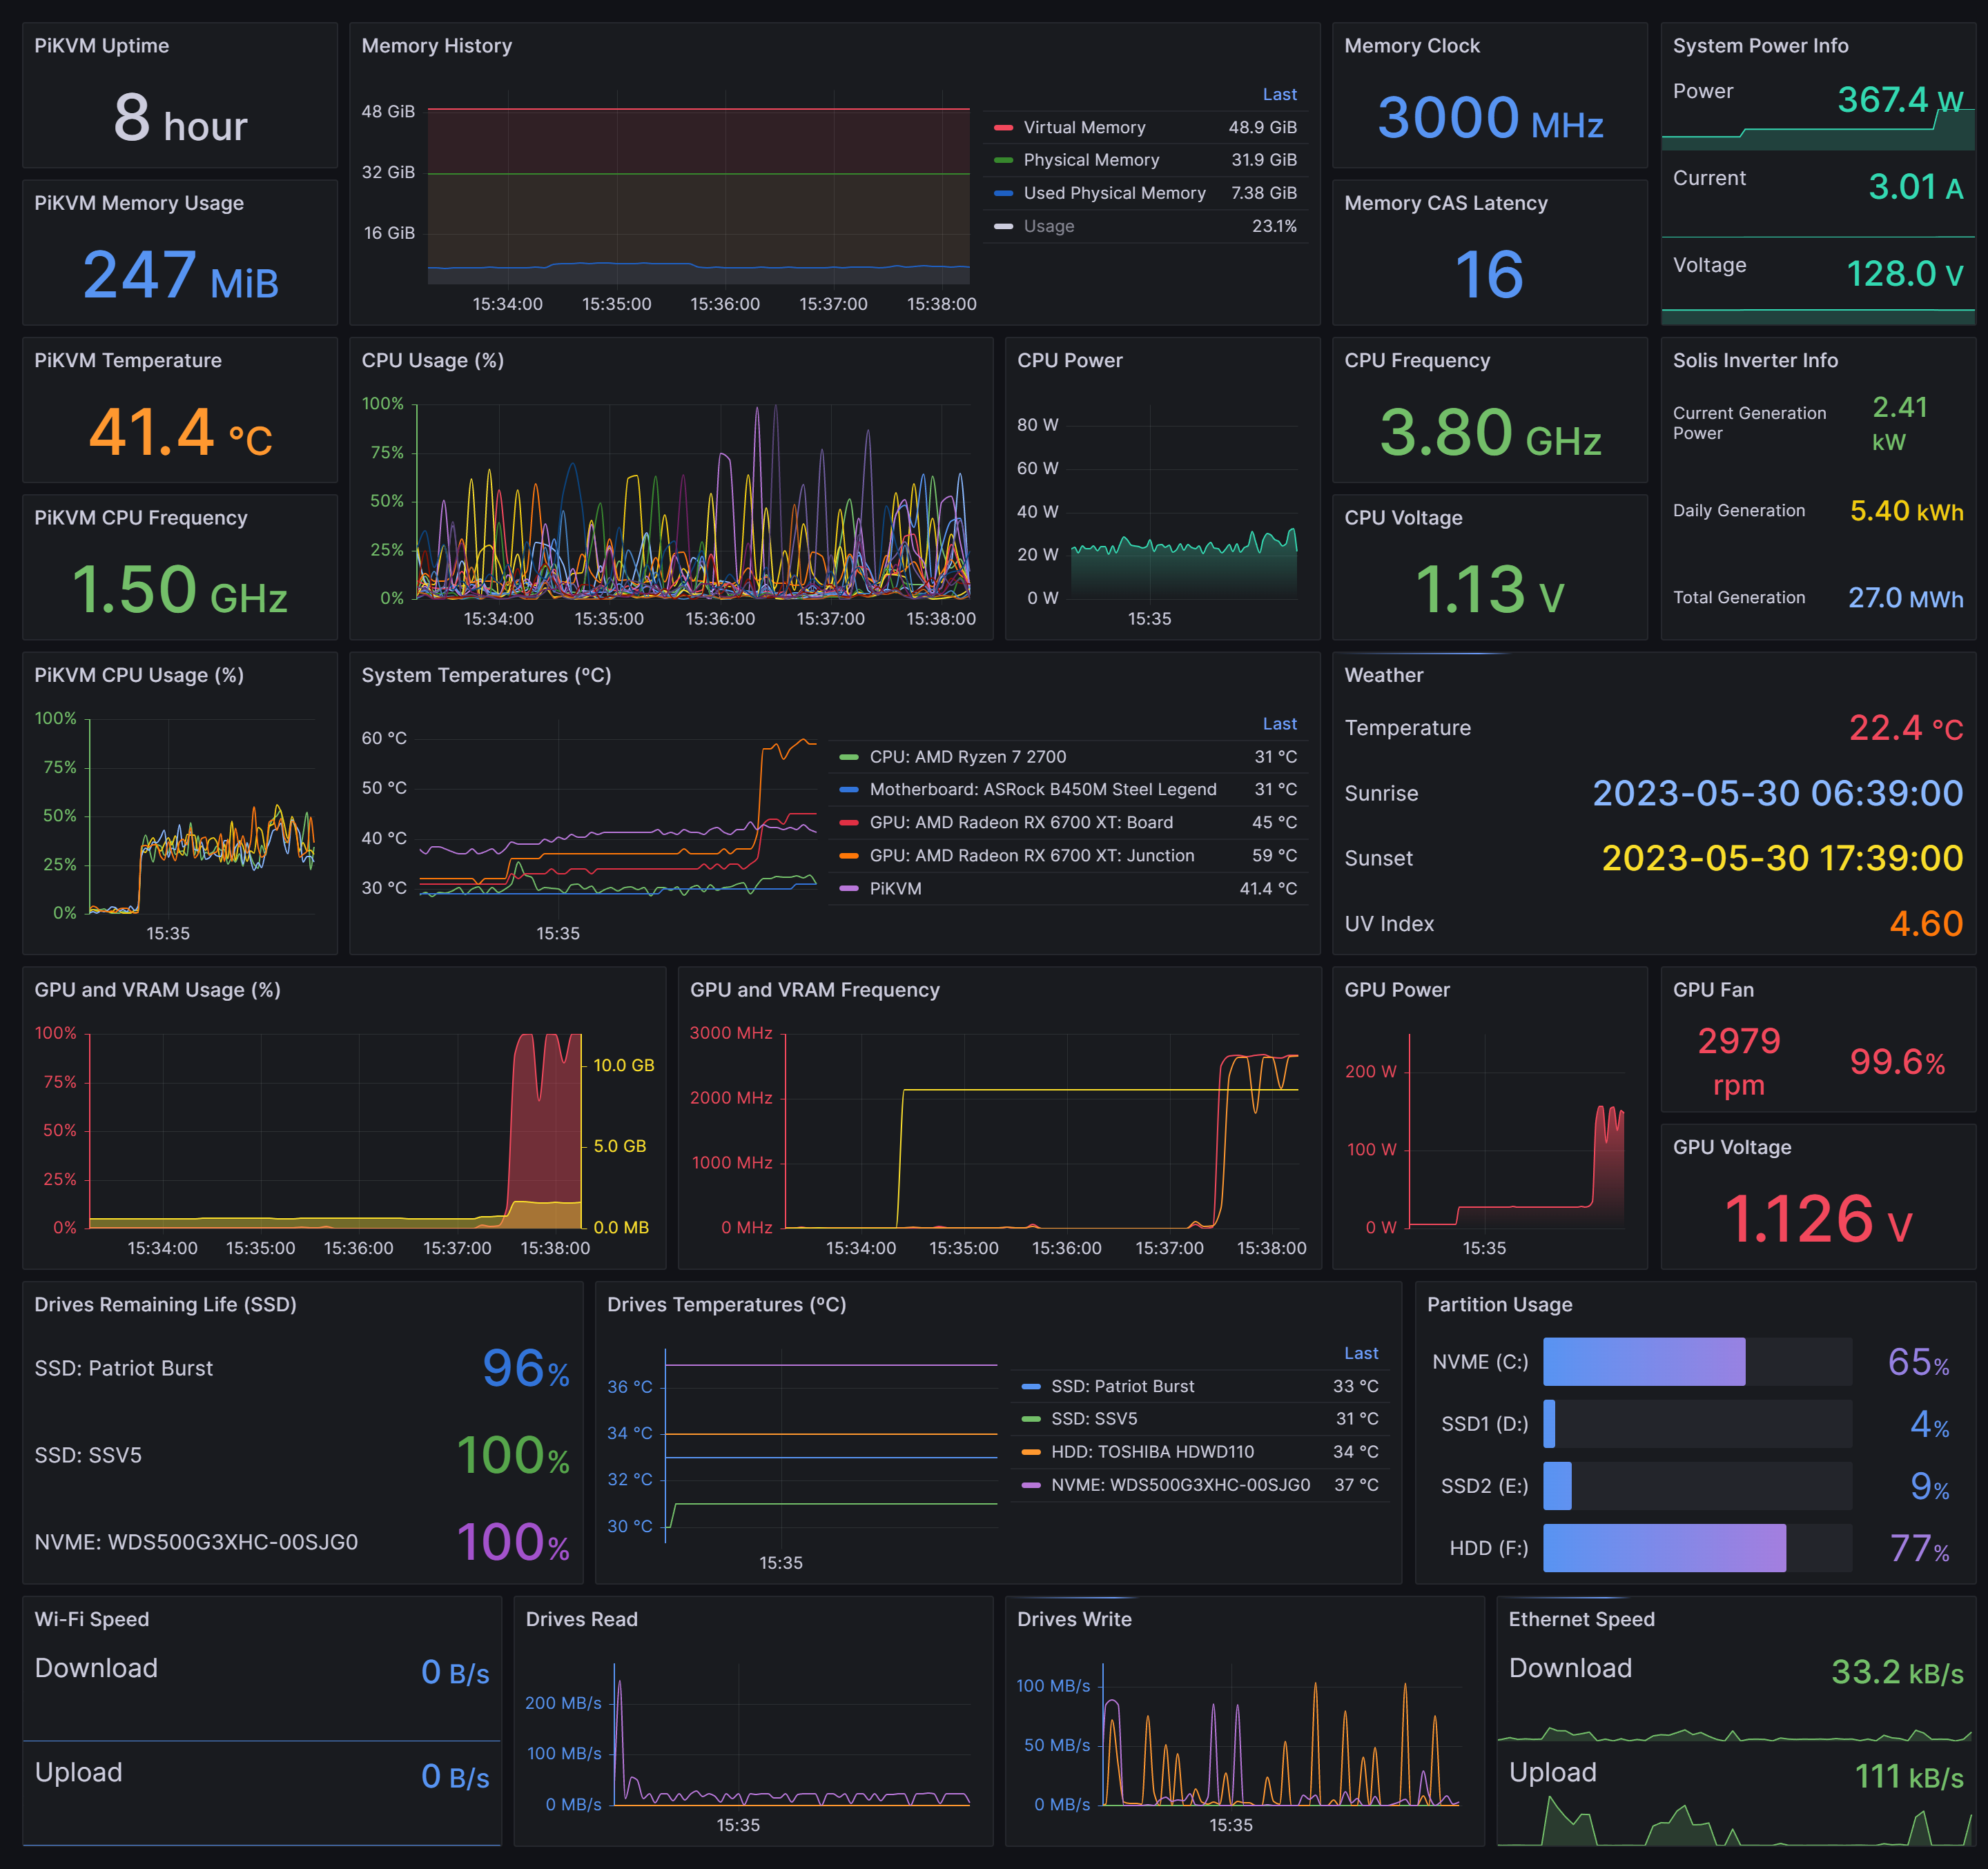 PiKVM Uptime
8 hour
PiKVM Memory Usage
247 MiB
Memory History
48 GiB
32 GiB
16 GiB
15:34:00 15:35:00 15:36:00 15:37:00 15:38:00
Last
Virtual Memory 48.9 GiB
Physical Memory 31.9 GiB
Used Physical Memory 7.38 GiB
Usage 23.1%
Memory Clock
3000 MHz
Memory CAS Latency
16
System Power Info
Power 367.4 W
Current 3.01 A
Voltage 128.0 V
PiKVM Temperature
41.4 °C
PiKVM CPU Frequency
1.50 GHz
CPU Usage (%)
100%
75%
50%
25%
0%
15:34:00 15:35:00 15:36:00 15:37:00 15:38:00
CPU Power
80 W
60 W
40 W
20 W
0 W
15:35
CPU Frequency
3.80 GHz
CPU Voltage
1.13 V
Solis Inverter Info
Current Generation
Power
2.41
kW
Daily Generation 5.40 kWh
Total Generation 27.0 MWh
PiKVM CPU Usage (%)
100%
75%
50%
25%
0%
15:35
System Temperatures (ºC)
60 °C
50 °C
40 °C
30 °C
15:35
Last
CPU: AMD Ryzen 7 2700 31 °C
Motherboard: ASRock B450M Steel Legend 31 °C
GPU: AMD Radeon RX 6700 XT: Board 45 °C
GPU: AMD Radeon RX 6700 XT: Junction 59 °C
PiKVM 41.4 °C
Weather
Temperature 22.4 °C
Sunrise 2023-05-30 06:39:00
Sunset 2023-05-30 17:39:00
UV Index 4.60
GPU and VRAM Usage (%)
100%
75%
50%
25%
0%
10.0 GB
5.0 GB
0.0 MB
15:34:00 15:35:00 15:36:00 15:37:00 15:38:00
GPU and VRAM Frequency
3000 MHz
2000 MHz
1000 MHz
0 MHz
15:34:00 15:35:00 15:36:00 15:37:00 15:38:00
GPU Power
200 W
100 W
0 W
15:35
GPU Fan
2979
rpm
99.6%
GPU Voltage
1.126 V
Drives Remaining Life (SSD)
SSD: Patriot Burst 96%
SSD: SSV5 100%
NVME: WDS500G3XHC-00SJG0 100%
Drives Temperatures (ºC)
36 °C
34 °C
32 °C
30 °C
15:35
Last
SSD: Patriot Burst 33 °C
SSD: SSV5 31 °C
HDD: TOSHIBA HDWD110 34 °C
NVME: WDS500G3XHC-00SJG0 37 °C
Partition Usage
NVME (C:) 65%
SSD1 (D:) 4%
SSD2 (E:) 9%
HDD (F:) 77%
Wi-Fi Speed
Download 0 B/s
Upload 0 B/s
Drives Read
200 MB/s
100 MB/s
0 MB/s
15:35
Drives Write
100 MB/s
50 MB/s
0 MB/s
15:35
Ethernet Speed
Download 33.2 kB/s
Upload 111 kB/s